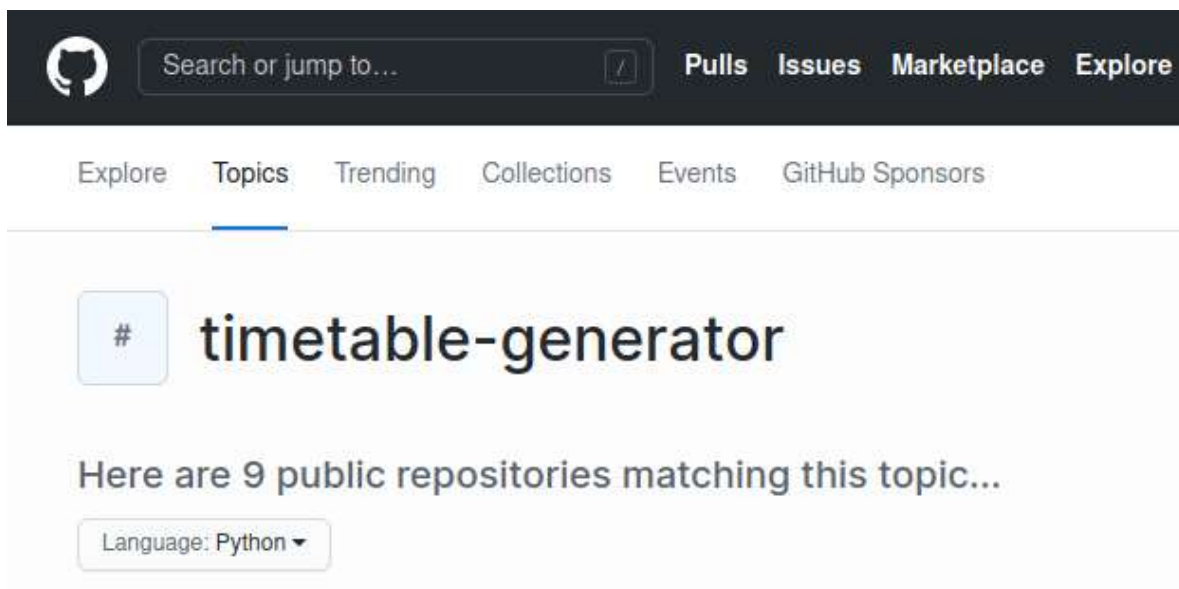 Search or jump to... / Pulls Issues Marketplace Explore
Explore Topics Trending Collections Events GitHub Sponsors
# timetable-generator
Here are 9 public repositories matching this topic...
Language: Python